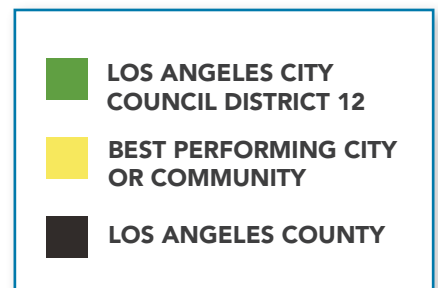 LOS ANGELES CITY
COUNCIL DISTRICT 12
BEST PERFORMING CITY
OR COMMUNITY
LOS ANGELES COUNTY